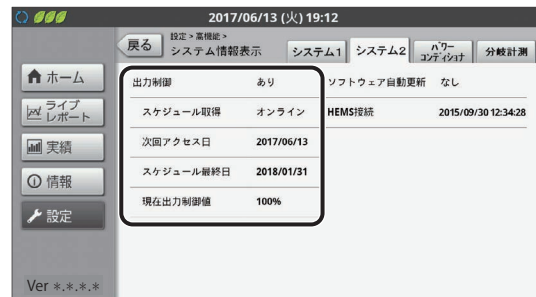 2017/06/13 (火) 19:12
戻る
設定 > 高機能 >
システム情報表示
システム1
システム2
パワーコンディショナ
分岐計測
ホーム
ライブレポート
実績
情報
設定
Ver *.*.*.*
出力制御 あり
スケジュール取得 オンライン
次回アクセス日 2017/06/13
スケジュール最終日 2018/01/31
現在出力制御値 100%
ソフトウェア自動更新 なし
HEMS接続 2015/09/30 12:34:28